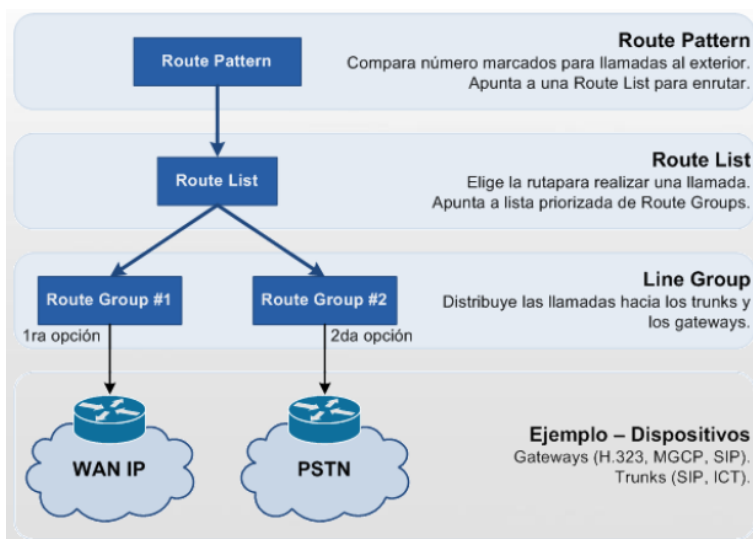 Route Pattern
Route Pattern
Compara número marcados para llamadas al exterior.
Apunta a una Route List para enrutar.
Route List
Route List
Elige la rutapara realizar una llamada.
Apunta a lista priorizada de Route Groups.
Route Group #1
Route Group #2
1ra opción
2da opción
Line Group
Distribuye las llamadas hacia los trunks y
los gateways.
WAN IP
PSTN
Ejemplo – Dispositivos
Gateways (H.323, MGCP, SIP).
Trunks (SIP, ICT).